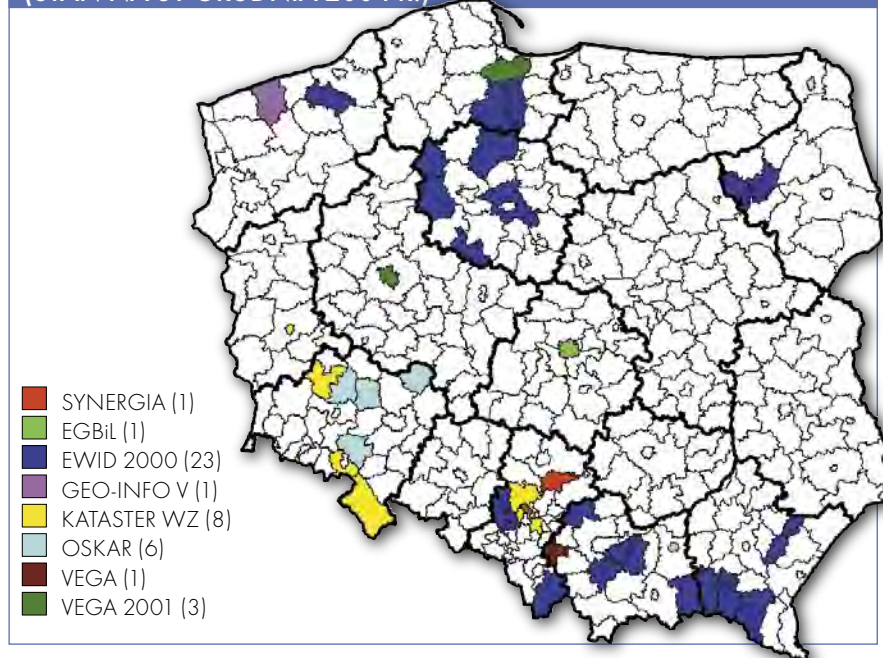 SYNERGIA (1)
EGBiL (1)
EWID 2000 (23)
GEO-INFO V (1)
KATASTER WZ (8)
OSKAR (6)
VEGA (1)
VEGA 2001 (3)